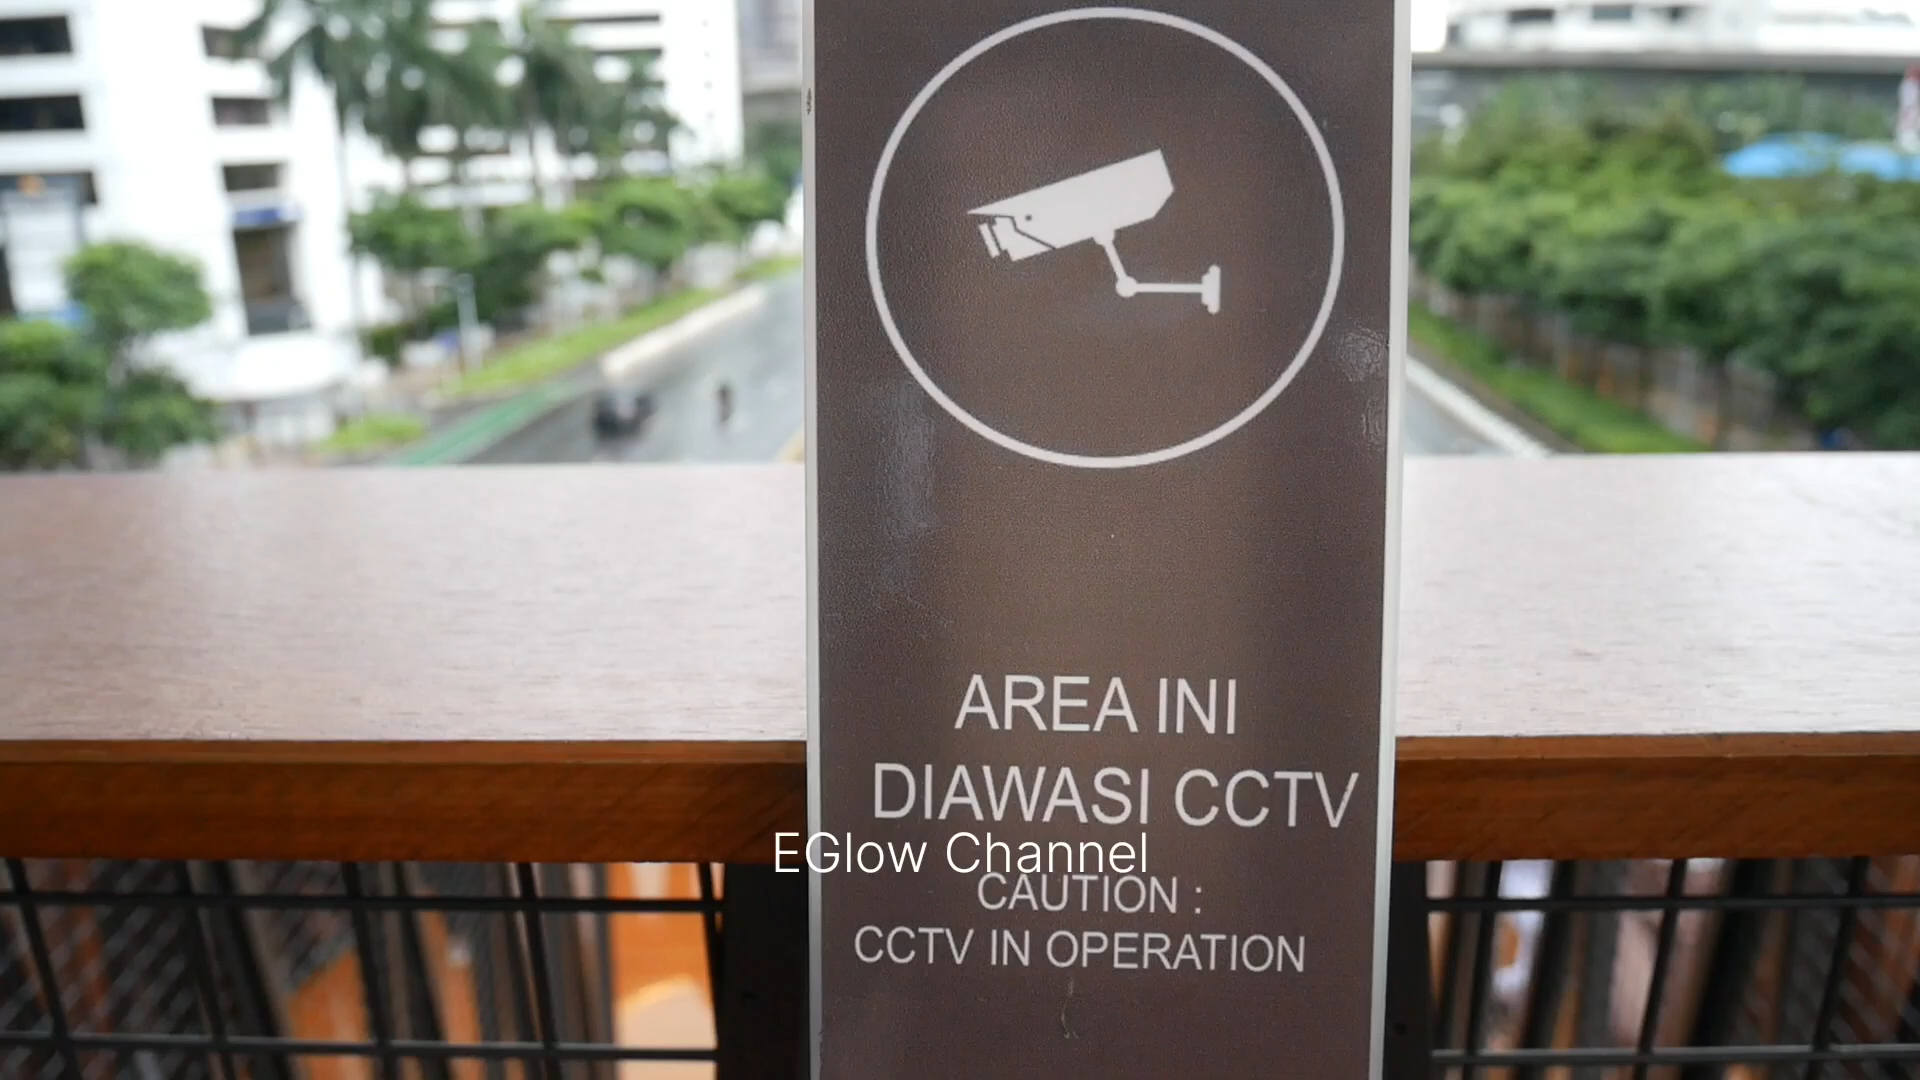 AREA INI
DIAWASI CCTV
EGlow Channel
CAUTION :
CCTV IN OPERATION